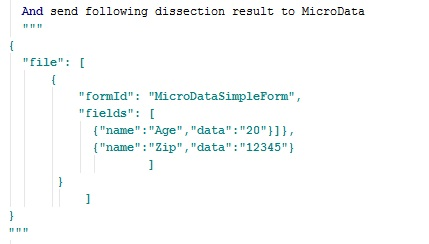 And send following dissection result to MicroData
"""
{
"file": [
{
"formId": "MicroDataSimpleForm",
"fields": [
{"name":"Age","data":"20"}]},
{"name":"Zip","data":"12345"}
]
}
]
}
"""